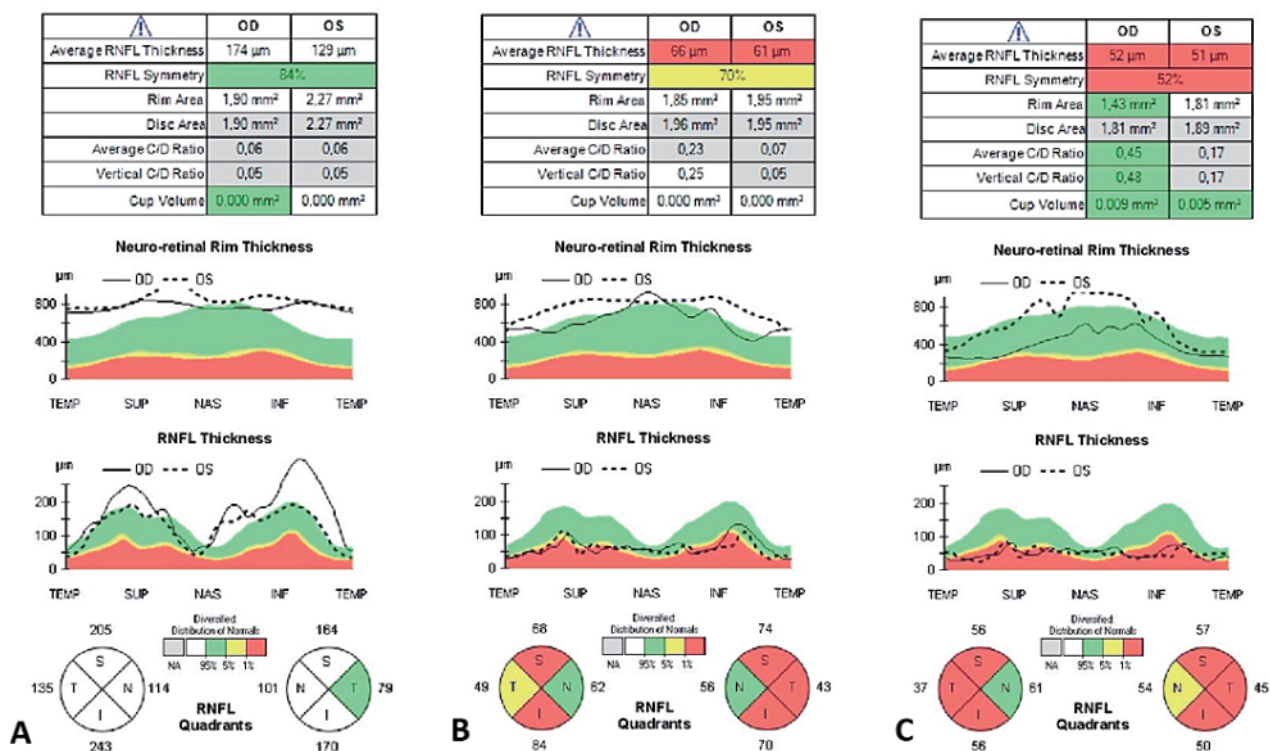 OD OS
Average RNFL Thickness 174 µm 129 µm
RNFL Symmetry 84%
Rim Area 1,90 mm² 2,27 mm²
Disc Area 1,90 mm² 2,27 mm²
Average C/D Ratio 0,06 0,06
Vertical C/D Ratio 0,05 0,05
Cup Volume 0,000 mm³ 0,000 mm³
Neuro-retinal Rim Thickness
µm OD OS
800
400
0
TEMP SUP NAS INF TEMP
RNFL Thickness
µm OD OS
200
100
0
TEMP SUP NAS INF TEMP
Diversified
Distribution of Normals
NA 95% 5% 1%
205 164
S S
135 T N 114 101 N T 79
I I
243 170
RNFL
Quadrants
A
OD OS
Average RNFL Thickness 66 µm 61 µm
RNFL Symmetry 70%
Rim Area 1,85 mm² 1,95 mm²
Disc Area 1,96 mm² 1,95 mm²
Average C/D Ratio 0,23 0,07
Vertical C/D Ratio 0,25 0,05
Cup Volume 0,000 mm³ 0,000 mm³
Neuro-retinal Rim Thickness
µm OD OS
800
400
0
TEMP SUP NAS INF TEMP
RNFL Thickness
µm OD OS
200
100
0
TEMP SUP NAS INF TEMP
Diversified
Distribution of Normals
NA 95% 5% 1%
68 74
S S
49 T N 62 56 N T 43
I I
84 70
RNFL
Quadrants
B
OD OS
Average RNFL Thickness 52 µm 51 µm
RNFL Symmetry 52%
Rim Area 1,43 mm² 1,81 mm²
Disc Area 1,81 mm² 1,89 mm²
Average C/D Ratio 0,45 0,17
Vertical C/D Ratio 0,48 0,17
Cup Volume 0,009 mm³ 0,005 mm³
Neuro-retinal Rim Thickness
µm OD OS
800
400
0
TEMP SUP NAS INF TEMP
RNFL Thickness
µm OD OS
200
100
0
TEMP SUP NAS INF TEMP
Diversified
Distribution of Normals
NA 95% 5% 1%
56 57
S S
37 T N 61 54 N T 45
I I
56 50
RNFL
Quadrants
C